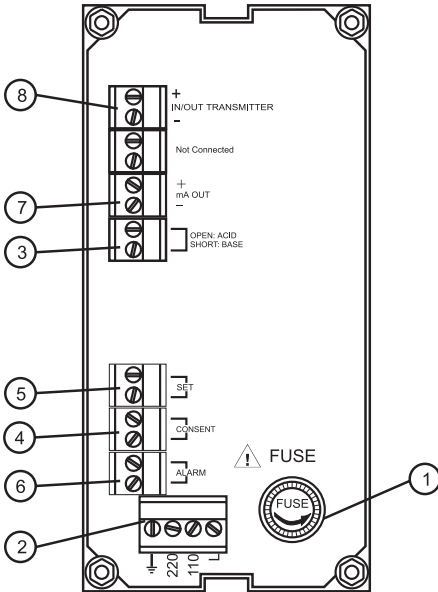 8
+
IN/OUT TRANSMITTER
-
Not Connected
7
+
mA OUT
-
3
OPEN: ACID
SHORT: BASE
5
SET
4
CONSENT
6
ALARM
! FUSE
1
FUSE
2
220
110
L